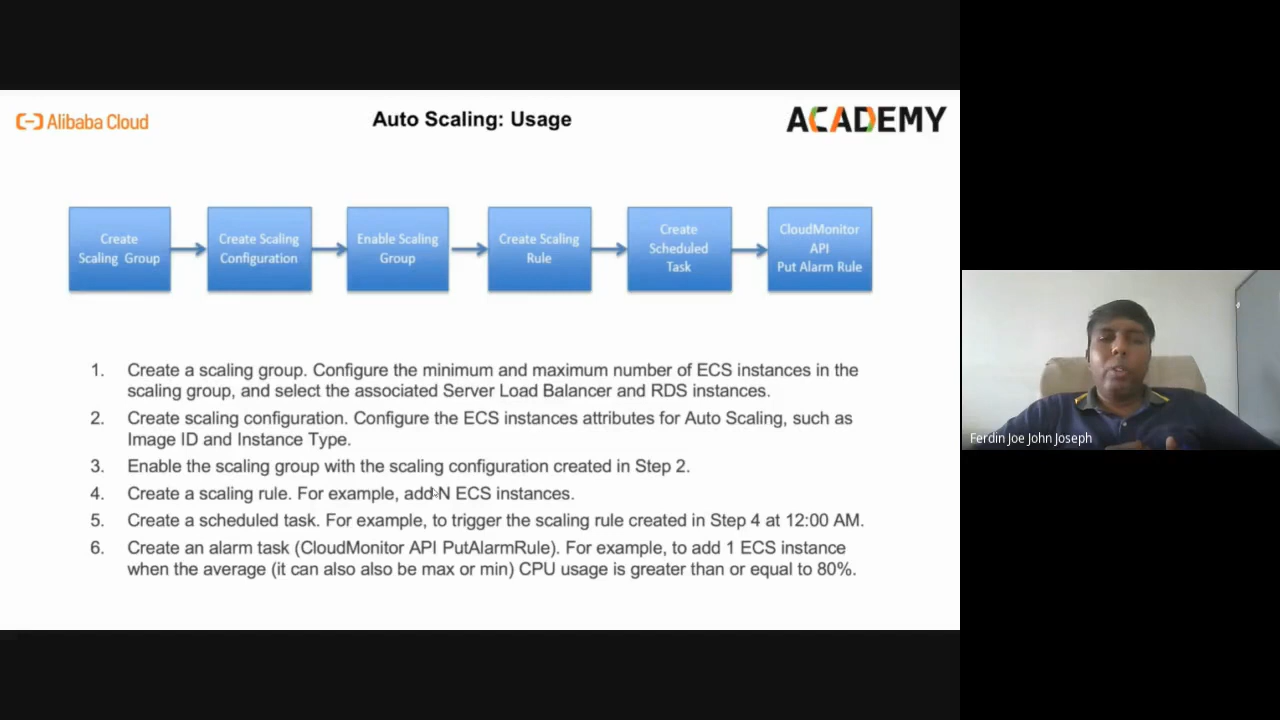 Alibaba Cloud
Auto Scaling: Usage
ACADEMY
Create
Scaling Group
Create Scaling
Configuration
Enable Scaling
Group
Create Scaling
Rule
Create
Scheduled
Task
CloudMonitor
API
Put Alarm Rule
1. Create a scaling group. Configure the minimum and maximum number of ECS instances in the
scaling group, and select the associated Server Load Balancer and RDS instances.
2. Create scaling configuration. Configure the ECS instances attributes for Auto Scaling, such as
Image ID and Instance Type.
3. Enable the scaling group with the scaling configuration created in Step 2.
4. Create a scaling rule. For example, add N ECS instances.
5. Create a scheduled task. For example, to trigger the scaling rule created in Step 4 at 12:00 AM.
6. Create an alarm task (CloudMonitor API PutAlarmRule). For example, to add 1 ECS instance
when the average (it can also also be max or min) CPU usage is greater than or equal to 80%.
Ferdin Joe John Joseph